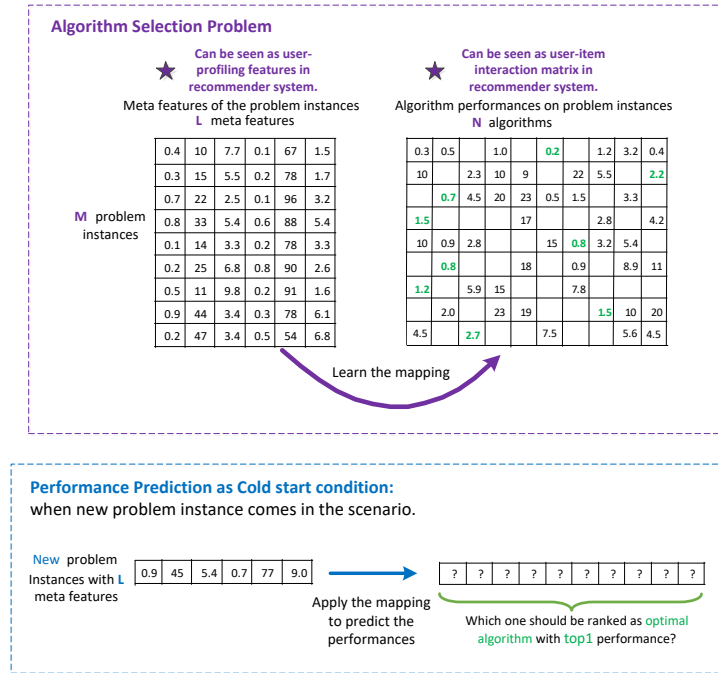 Algorithm Selection Problem
Can be seen as user-
profiling features in
recommender system.
Meta features of the problem instances
L meta features
Can be seen as user-item
interaction matrix in
recommender system.
Algorithm performances on problem instances
N algorithms
M problem
instances
0.4 10 7.7 0.1 67 1.5
0.3 15 5.5 0.2 78 1.7
0.7 22 2.5 0.1 96 3.2
0.8 33 5.4 0.6 88 5.4
0.1 14 3.3 0.2 78 3.3
0.2 25 6.8 0.8 90 2.6
0.5 11 9.8 0.2 91 1.6
0.9 44 3.4 0.3 78 6.1
0.2 47 3.4 0.5 54 6.8
0.3 0.5 1.0 0.2 1.2 3.2 0.4
10 2.3 10 9 22 5.5 2.2
0.7 4.5 20 23 0.5 1.5 3.3
1.5 17 2.8 4.2
10 0.9 2.8 15 0.8 3.2 5.4
0.8 18 0.9 8.9 11
1.2 5.9 15 7.8
2.0 23 19 1.5 10 20
4.5 2.7 7.5 5.6 4.5
Learn the mapping
Performance Prediction as Cold start condition:
when new problem instance comes in the scenario.
New problem
Instances with L
meta features
0.9 45 5.4 0.7 77 9.0
Apply the mapping
to predict the
performances
? ? ? ? ? ? ? ? ? ?
Which one should be ranked as optimal
algorithm with top1 performance?